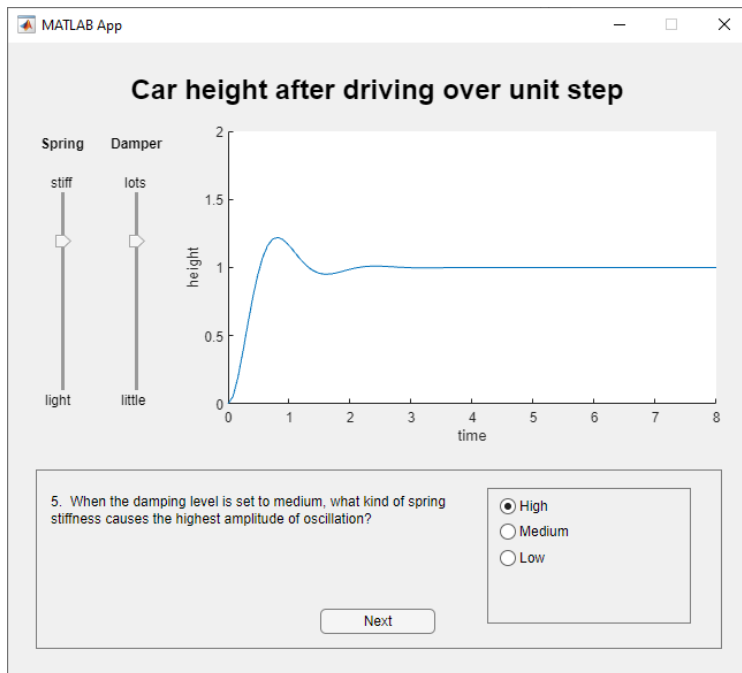 MATLAB App
Car height after driving over unit step
Spring Damper
stiff lots
light little
height
2
1.5
1
0.5
0
0 1 2 3 4 5 6 7 8
time
5. When the damping level is set to medium, what kind of spring
stiffness causes the highest amplitude of oscillation?
High
Medium
Low
Next